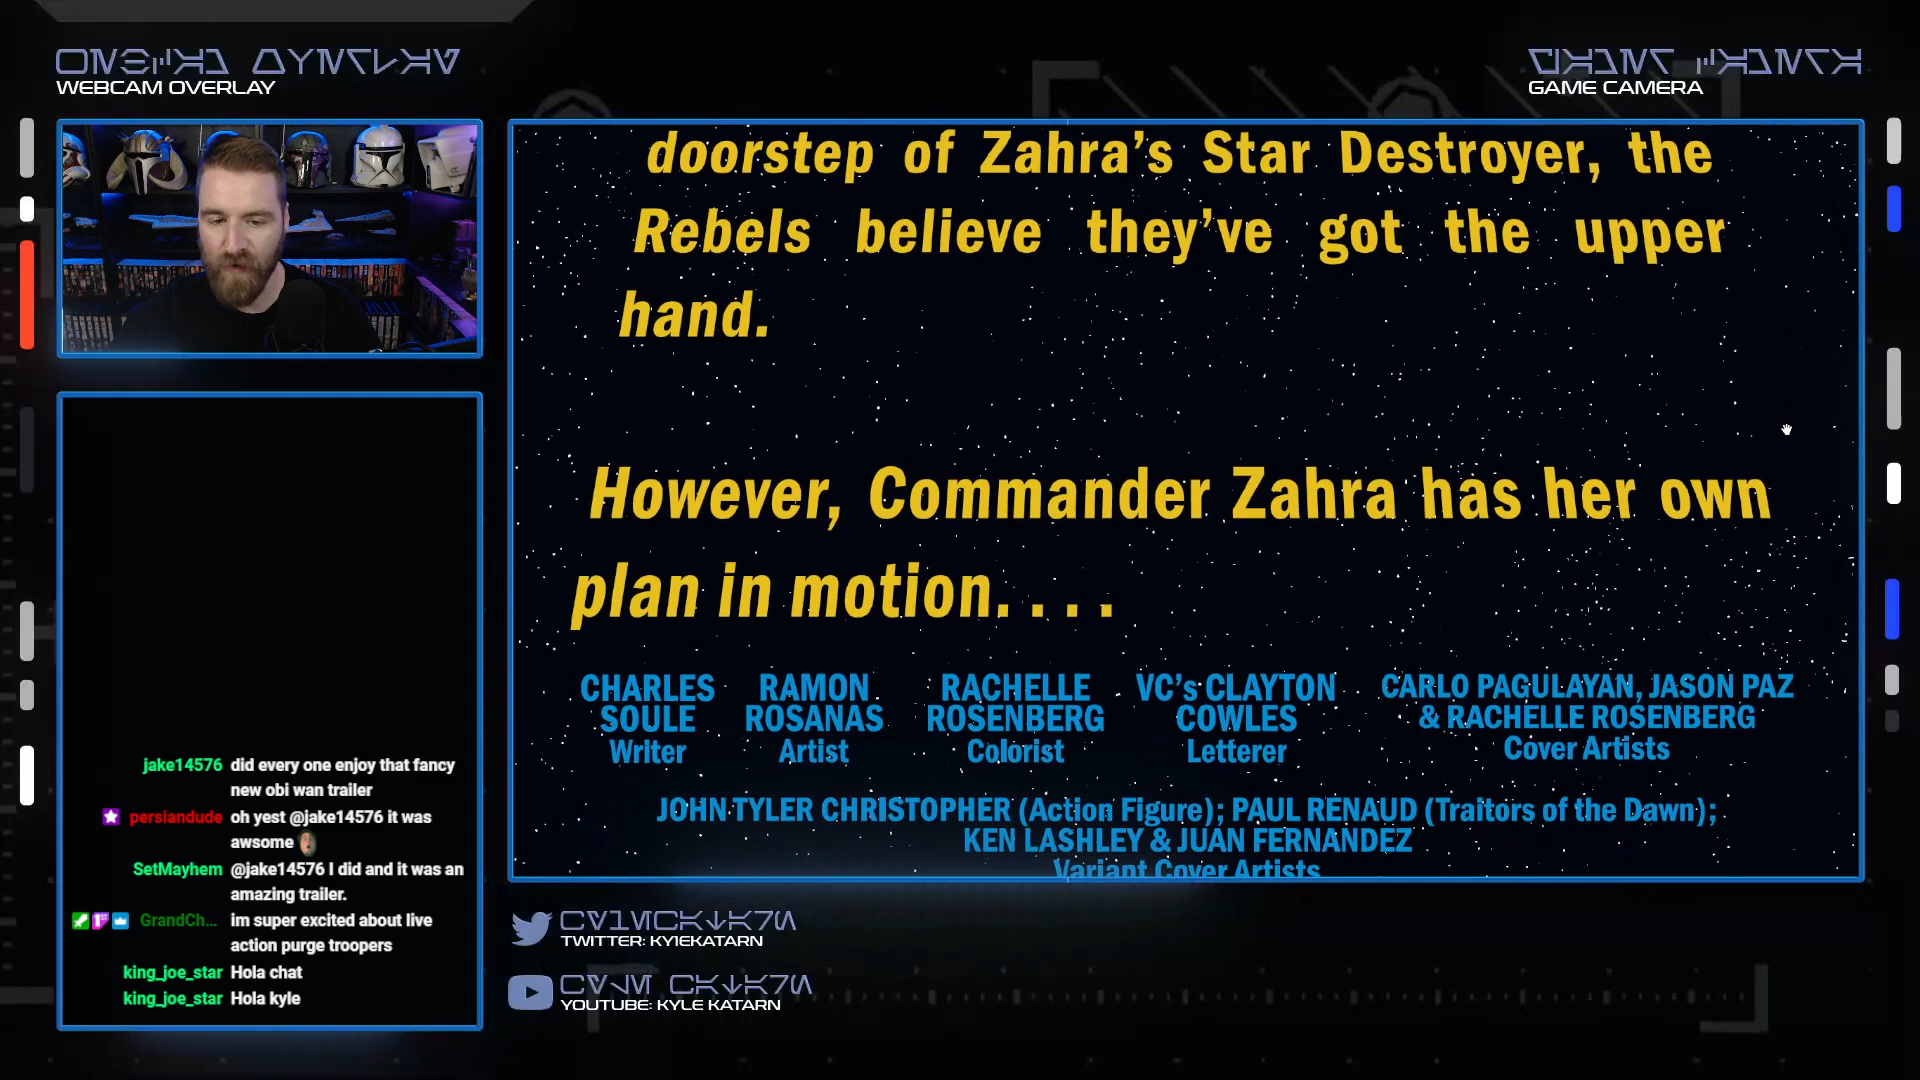 WEBCAM OVERLAY
GAME CAMERA
doorstep of Zahra’s Star Destroyer, the
Rebels believe they’ve got the upper
hand.
However, Commander Zahra has her own
plan in motion. . . .
CHARLES
SOULE
Writer
RAMON
ROSANAS
Artist
RACHELLE
ROSENBERG
Colorist
VC’s CLAYTON
COWLES
Letterer
CARLO PAGULAYAN, JASON PAZ
& RACHELLE ROSENBERG
Cover Artists
JOHN TYLER CHRISTOPHER (Action Figure); PAUL RENAUD (Traitors of the Dawn);
KEN LASHLEY & JUAN FERNANDEZ
Variant Cover Artists
jake14576 did every one enjoy that fancy
new obi wan trailer
persiandude oh yest @jake14576 it was
awsome
SetMayhem @jake14576 I did and it was an
amazing trailer.
GrandCh... im super excited about live
action purge troopers
king_joe_star Hola chat
king_joe_star Hola kyle
TWITTER: KY1EKATARN
YOUTUBE: KYLE KATARN